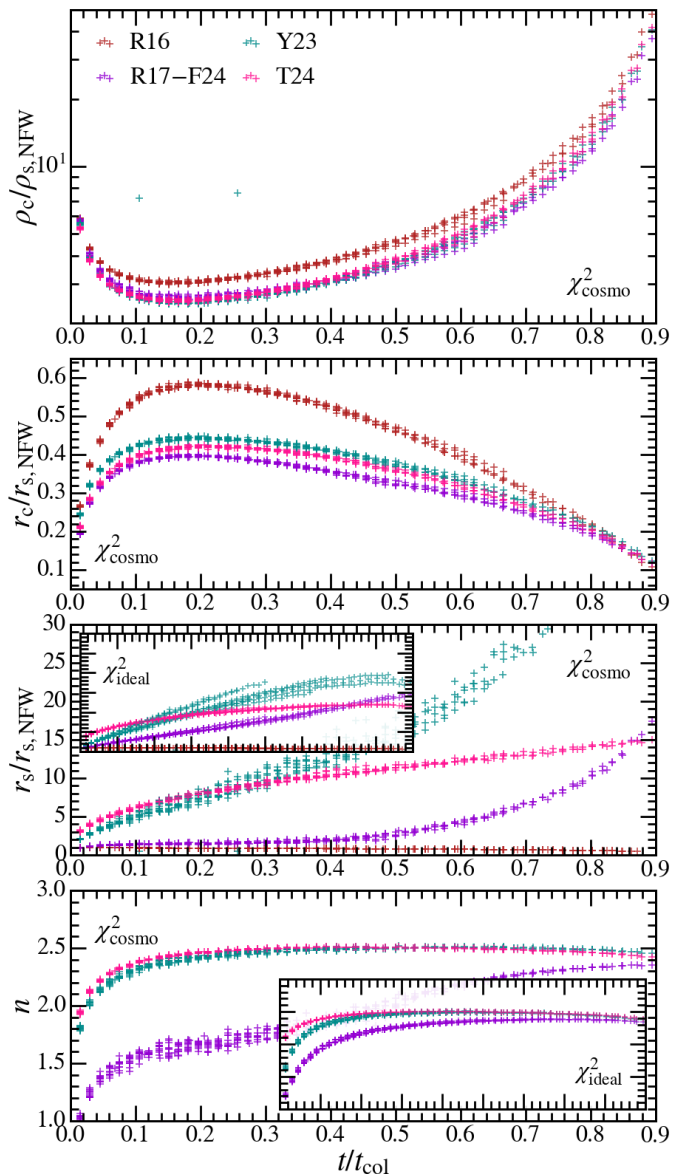 R16 Y23
R17−F24 T24
ρc/ρs,NFW
10¹
χ²cosmo
0.0 0.1 0.2 0.3 0.4 0.5 0.6 0.7 0.8 0.9
rc/rs,NFW
0.6
0.5
0.4
0.3
0.2
0.1
χ²cosmo
0.0 0.1 0.2 0.3 0.4 0.5 0.6 0.7 0.8 0.9
rs/rs,NFW
30
25
20
15
10
5
0
χ²ideal
χ²cosmo
0.0 0.1 0.2 0.3 0.4 0.5 0.6 0.7 0.8 0.9
n
3.0
2.5
2.0
1.5
1.0
χ²cosmo
χ²ideal
0.0 0.1 0.2 0.3 0.4 0.5 0.6 0.7 0.8 0.9
t/tcol